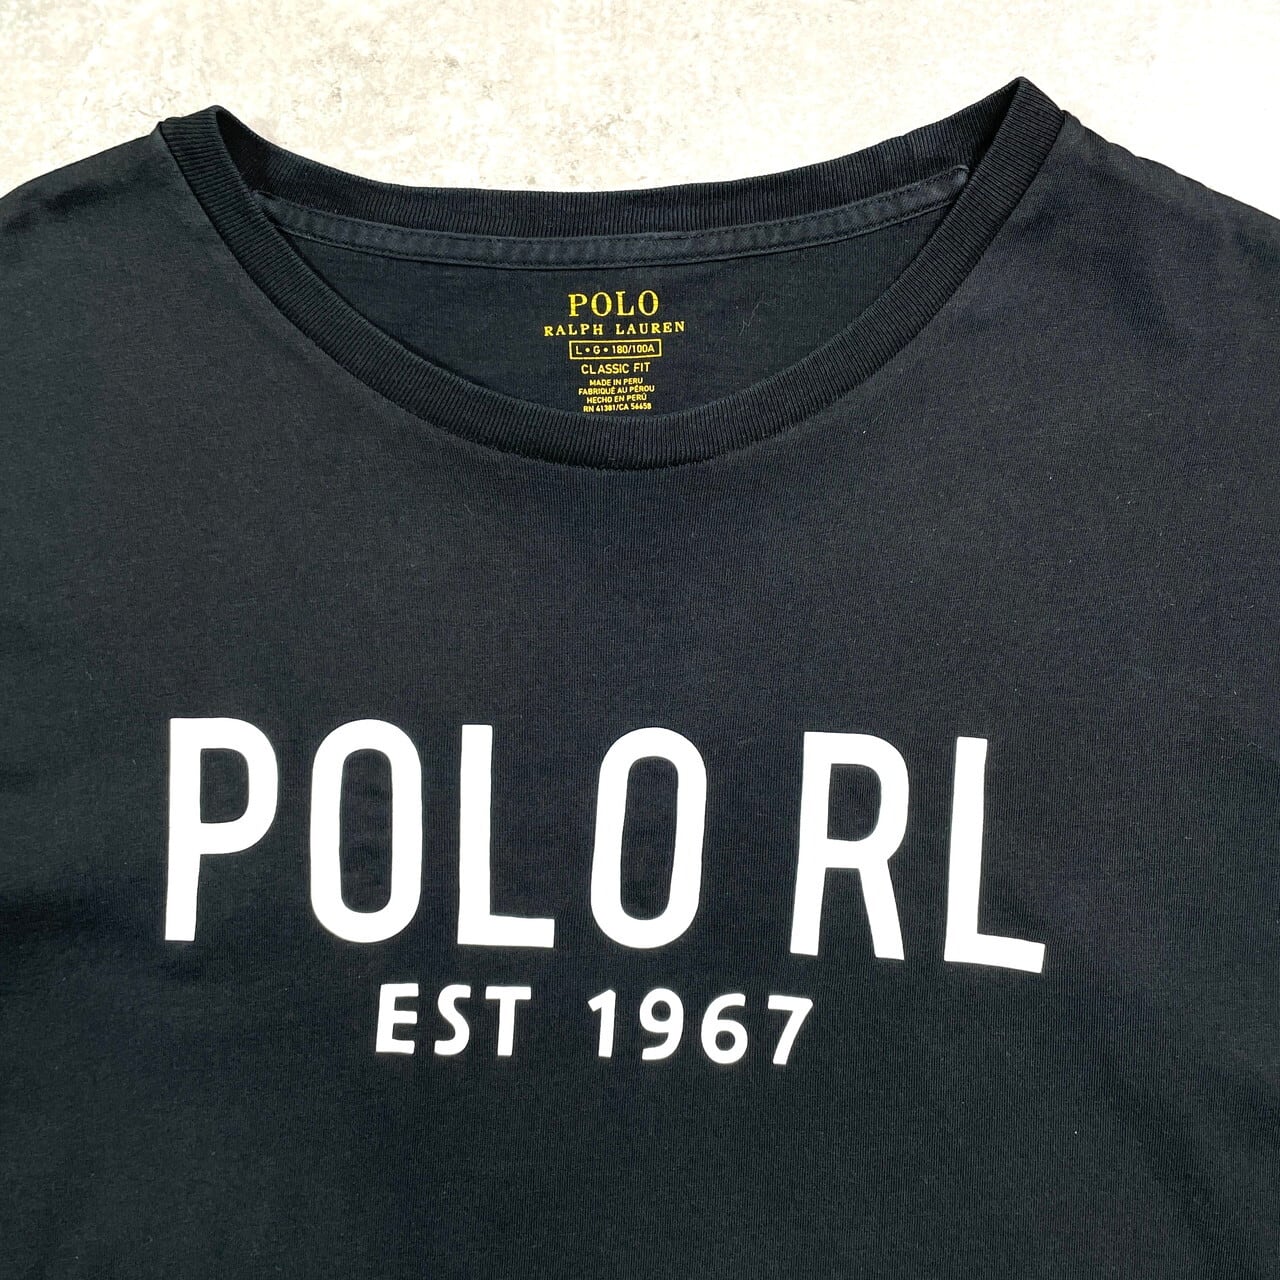 POLO
RALPH LAUREN
L • G • 180/100A
CLASSIC FIT
MADE IN PERU
FABRIQUÉ AU PÉROU
HECHO EN PERÚ
RN 41381/CA 56658
POLO RL
EST 1967